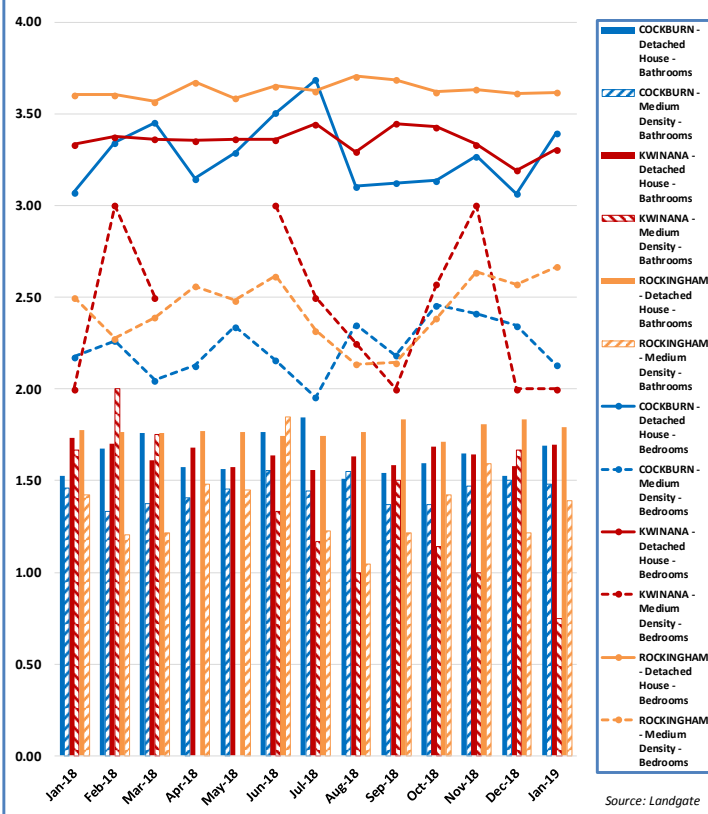 4.00
3.50
3.00
2.50
2.00
1.50
1.00
0.50
0.00
Jan-18
Feb-18
Mar-18
Apr-18
May-18
Jun-18
Jul-18
Aug-18
Sep-18
Oct-18
Nov-18
Dec-18
Jan-19
COCKBURN -
Detached
House -
Bathrooms
COCKBURN -
Medium
Density -
Bathrooms
KWINANA -
Detached
House -
Bathrooms
KWINANA -
Medium
Density -
Bathrooms
ROCKINGHAM
- Detached
House -
Bathrooms
ROCKINGHAM
- Medium
Density -
Bathrooms
COCKBURN -
Detached
House -
Bedrooms
COCKBURN -
Medium
Density -
Bedrooms
KWINANA -
Detached
House -
Bedrooms
KWINANA -
Medium
Density -
Bedrooms
ROCKINGHAM
- Detached
House -
Bedrooms
ROCKINGHAM
- Medium
Density -
Bedrooms
Source: Landgate